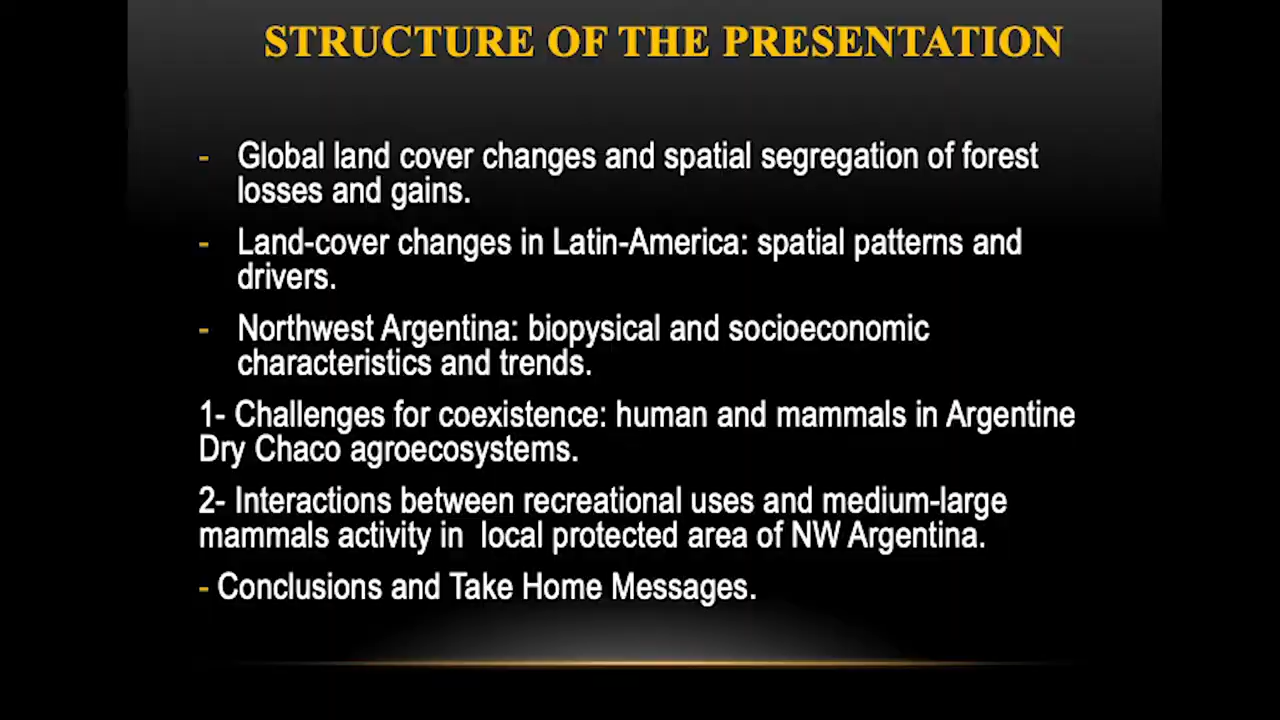 STRUCTURE OF THE PRESENTATION
- Global land cover changes and spatial segregation of forest
losses and gains.
- Land-cover changes in Latin-America: spatial patterns and
drivers.
- Northwest Argentina: biopysical and socioeconomic
characteristics and trends.
1- Challenges for coexistence: human and mammals in Argentine
Dry Chaco agroecosystems.
2- Interactions between recreational uses and medium-large
mammals activity in local protected area of NW Argentina.
- Conclusions and Take Home Messages.